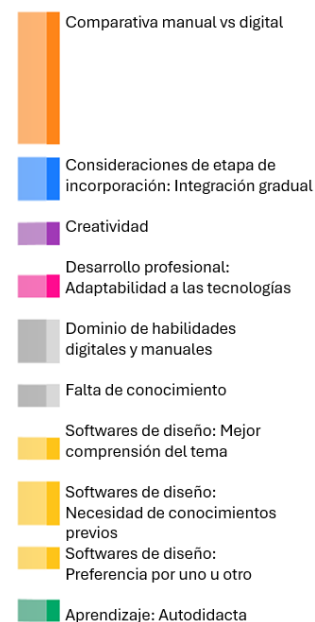 Comparativa manual vs digital
Consideraciones de etapa de
incorporación: Integración gradual
Creatividad
Desarrollo profesional:
Adaptabilidad a las tecnologías
Dominio de habilidades
digitales y manuales
Falta de conocimiento
Softwares de diseño: Mejor
comprensión del tema
Softwares de diseño:
Necesidad de conocimientos
previos
Softwares de diseño:
Preferencia por uno u otro
Aprendizaje: Autodidacta